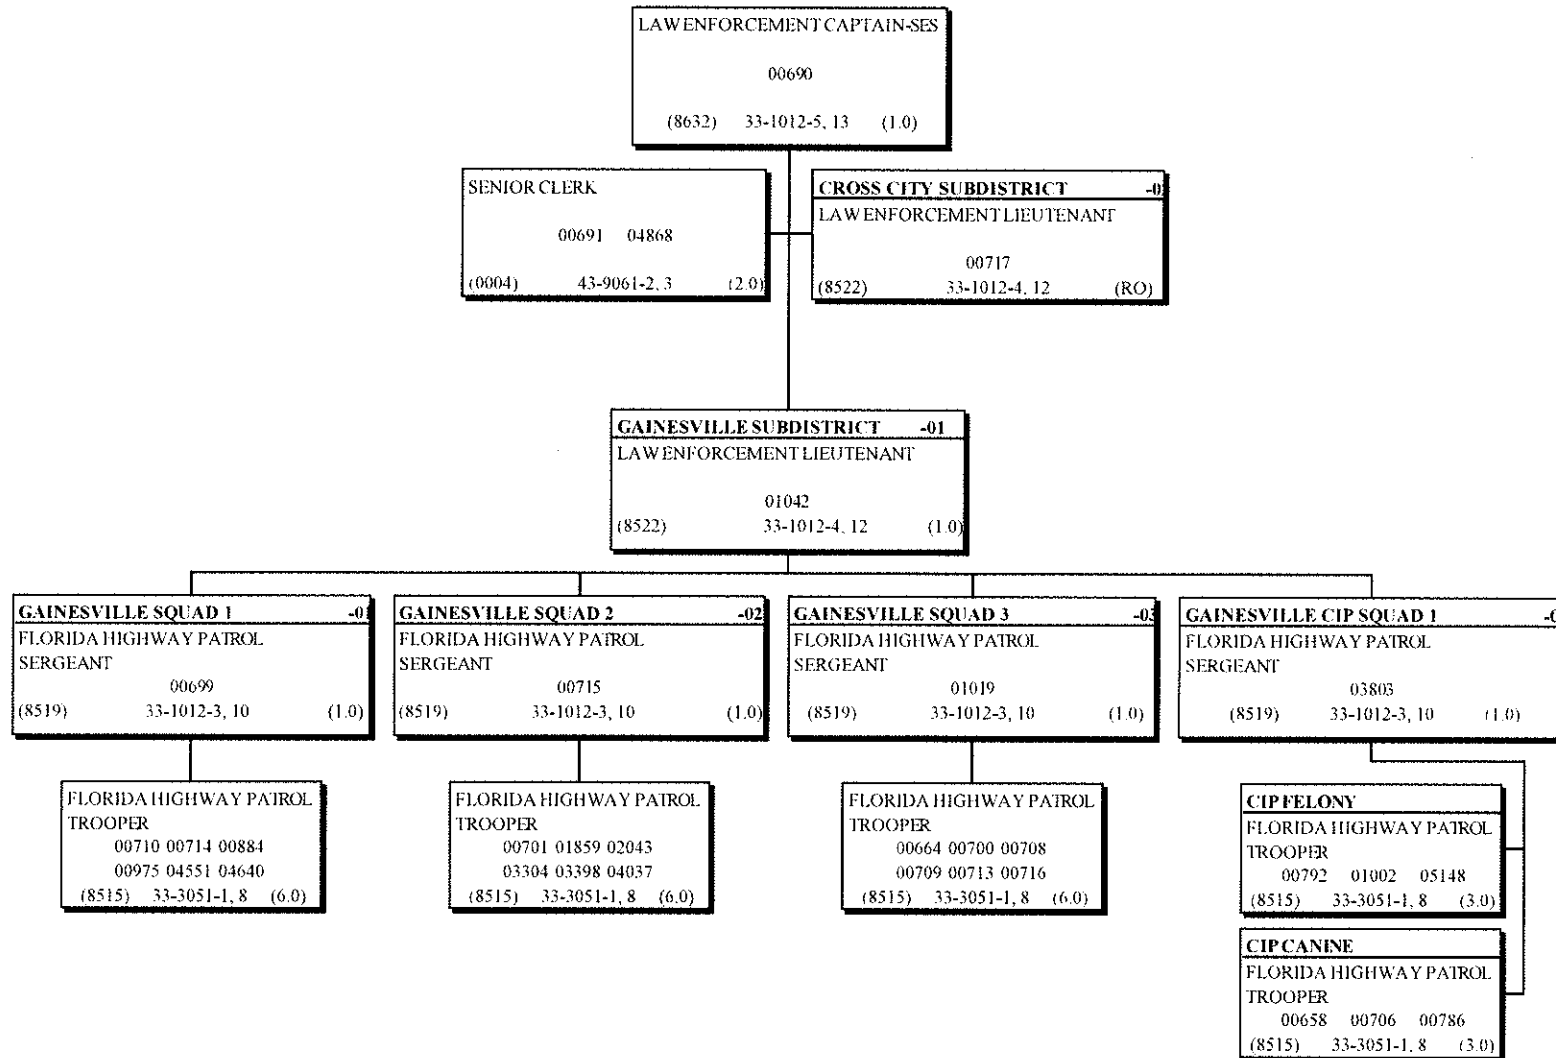 LAW ENFORCEMENT CAPTAIN-SES
00690
(8632) 33-1012-5, 13 (1.0)
SENIOR CLERK
00691 04868
(0004) 43-9061-2, 3 (2.0)
CROSS CITY SUBDISTRICT -0
LAW ENFORCEMENT LIEUTENANT
00717
(8522) 33-1012-4, 12 (RO)
GAINESVILLE SUBDISTRICT -01
LAW ENFORCEMENT LIEUTENANT
01042
(8522) 33-1012-4, 12 (1.0)
GAINESVILLE SQUAD 1 -01
FLORIDA HIGHWAY PATROL
SERGEANT
00699
(8519) 33-1012-3, 10 (1.0)
GAINESVILLE SQUAD 2 -02
FLORIDA HIGHWAY PATROL
SERGEANT
00715
(8519) 33-1012-3, 10 (1.0)
GAINESVILLE SQUAD 3 -03
FLORIDA HIGHWAY PATROL
SERGEANT
01019
(8519) 33-1012-3, 10 (1.0)
GAINESVILLE CIP SQUAD 1 -0
FLORIDA HIGHWAY PATROL
SERGEANT
03803
(8519) 33-1012-3, 10 (1.0)
FLORIDA HIGHWAY PATROL
TROOPER
00710 00714 00884
00975 04551 04640
(8515) 33-3051-1, 8 (6.0)
FLORIDA HIGHWAY PATROL
TROOPER
00701 01859 02043
03304 03398 04037
(8515) 33-3051-1, 8 (6.0)
FLORIDA HIGHWAY PATROL
TROOPER
00664 00700 00708
00709 00713 00716
(8515) 33-3051-1, 8 (6.0)
CIP FELONY
FLORIDA HIGHWAY PATROL
TROOPER
00792 01002 05148
(8515) 33-3051-1, 8 (3.0)
CIP CANINE
FLORIDA HIGHWAY PATROL
TROOPER
00658 00706 00786
(8515) 33-3051-1, 8 (3.0)